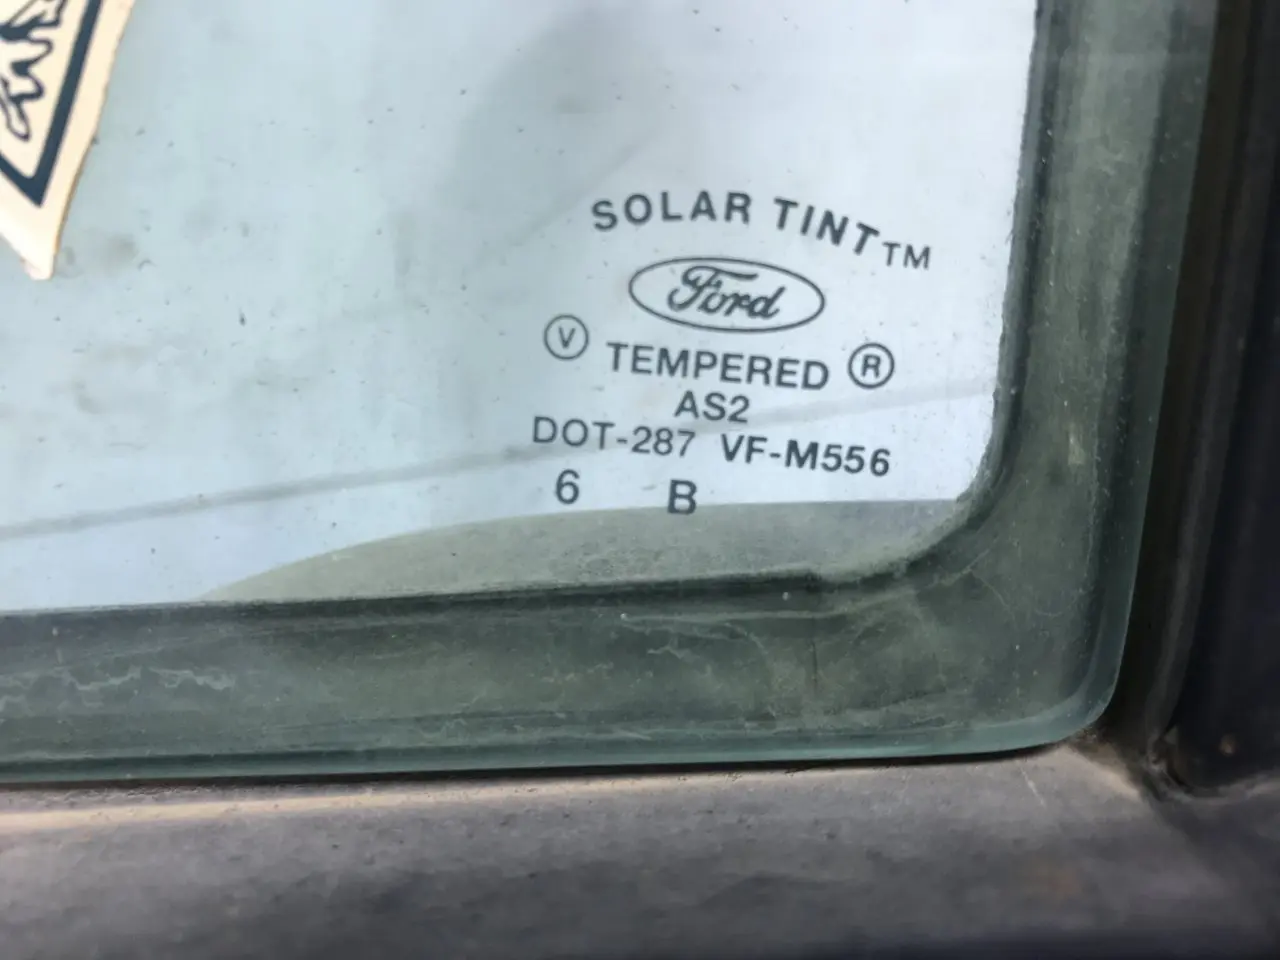 SOLAR TINT™
Ford
Ⓥ TEMPERED Ⓡ
AS2
DOT-287 VF-M556
6 B